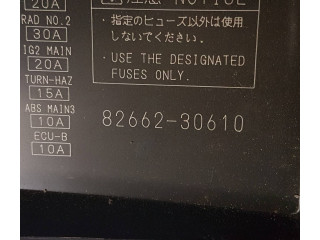 20A
RAD NO.2
30A
IG2 MAIN
20A
TURN-HAZ
15A
ABS MAIN3
10A
ECU-B
10A
注意 NOTICE
・指定のヒューズ以外は使用
しないでください。
・USE THE DESIGNATED
FUSES ONLY.
82662-30610